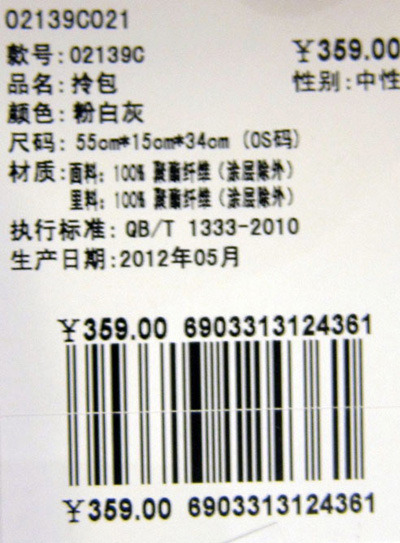 02139C021
款号:02139C ￥359.00
品名:拎包 性别:中性
颜色:粉白灰
尺码: 55cm*15cm*34cm (OS码)
材质:面料: 100% 聚酯纤维 (涂层除外)
里料: 100% 聚酯纤维 (涂层除外)
执行标准: QB/T 1333-2010
生产日期:2012年05月
￥359.00 6903313124361
￥359.00 6903313124361